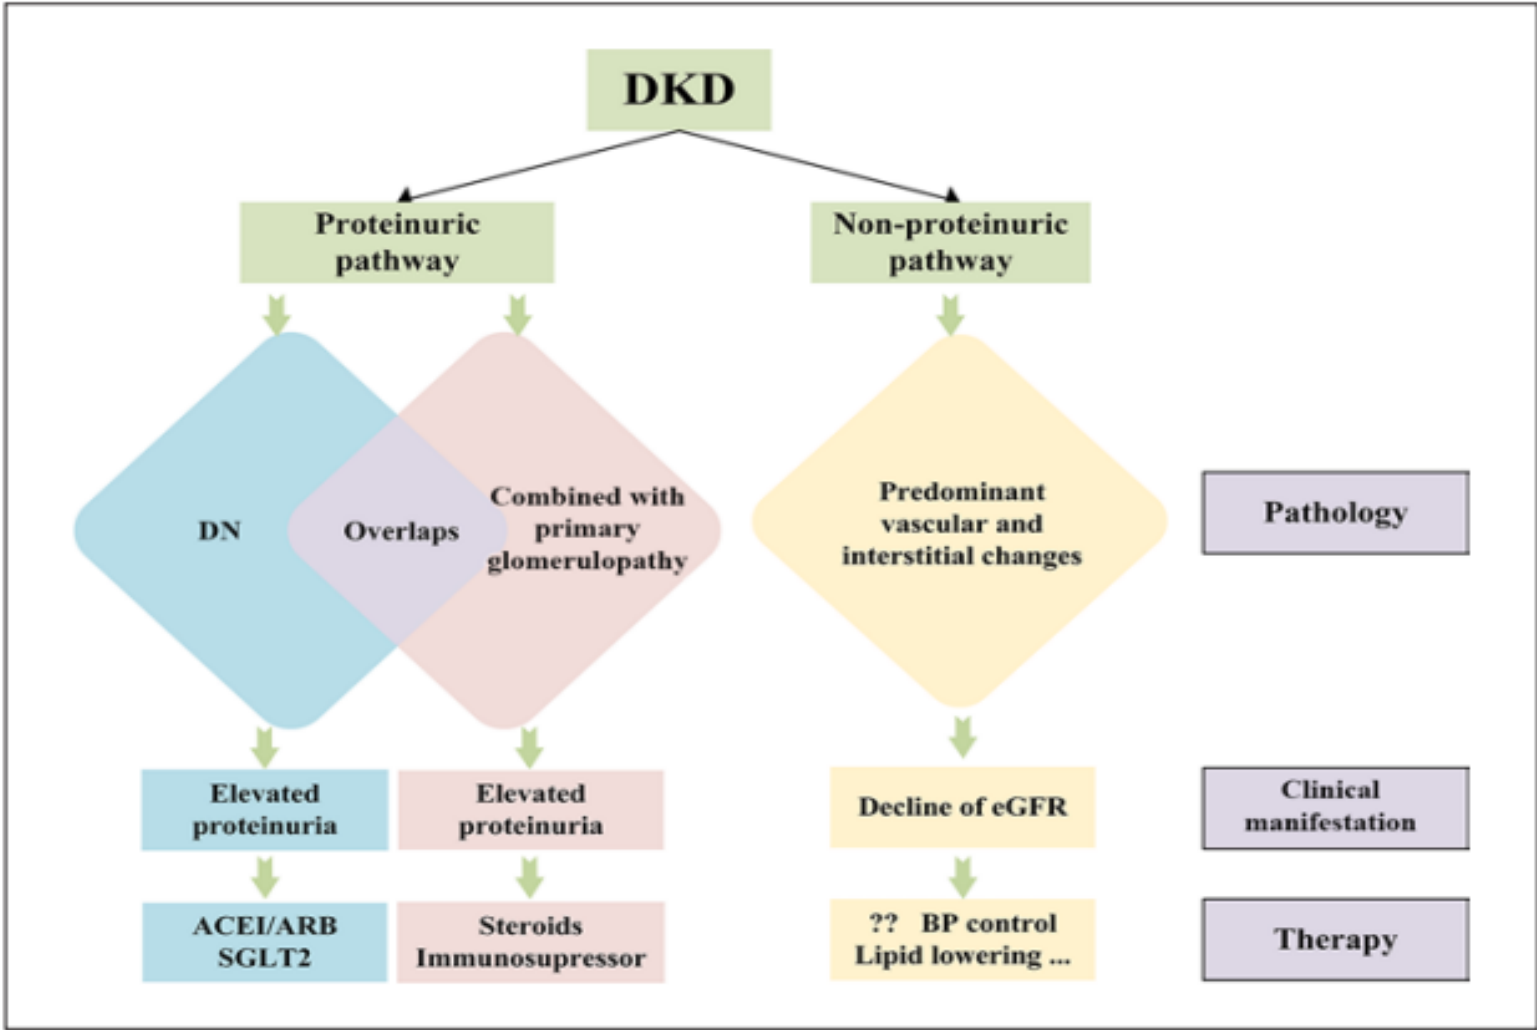 DKD
Proteinuric
pathway
Non-proteinuric
pathway
DN
Overlaps
Combined with
primary
glomerulopathy
Predominant
vascular and
interstitial changes
Pathology
Elevated
proteinuria
Elevated
proteinuria
Decline of eGFR
Clinical
manifestation
ACEI/ARB
SGLT2
Steroids
Immunosupressor
?? BP control
Lipid lowering ...
Therapy